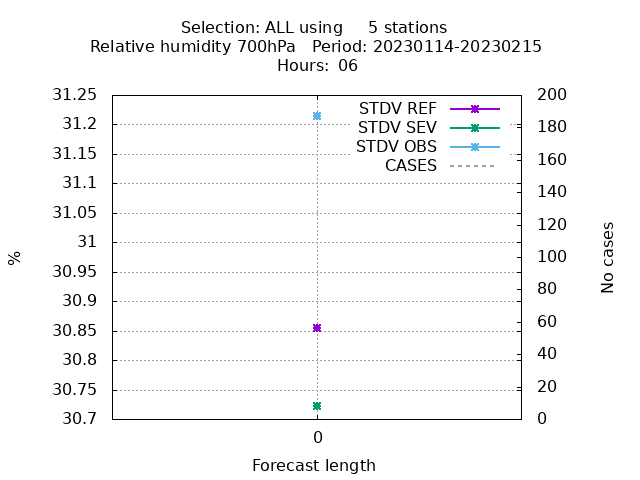 Selection: ALL using     5 stations
Relative humidity 700hPa   Period: 20230114-20230215
Hours:  06
31.25
31.2
31.15
31.1
31.05
31
30.95
30.9
30.85
30.8
30.75
30.7
%
STDV REF
STDV SEV
STDV OBS
CASES
200
180
160
140
120
100
80
60
40
20
0
No cases
0
Forecast length